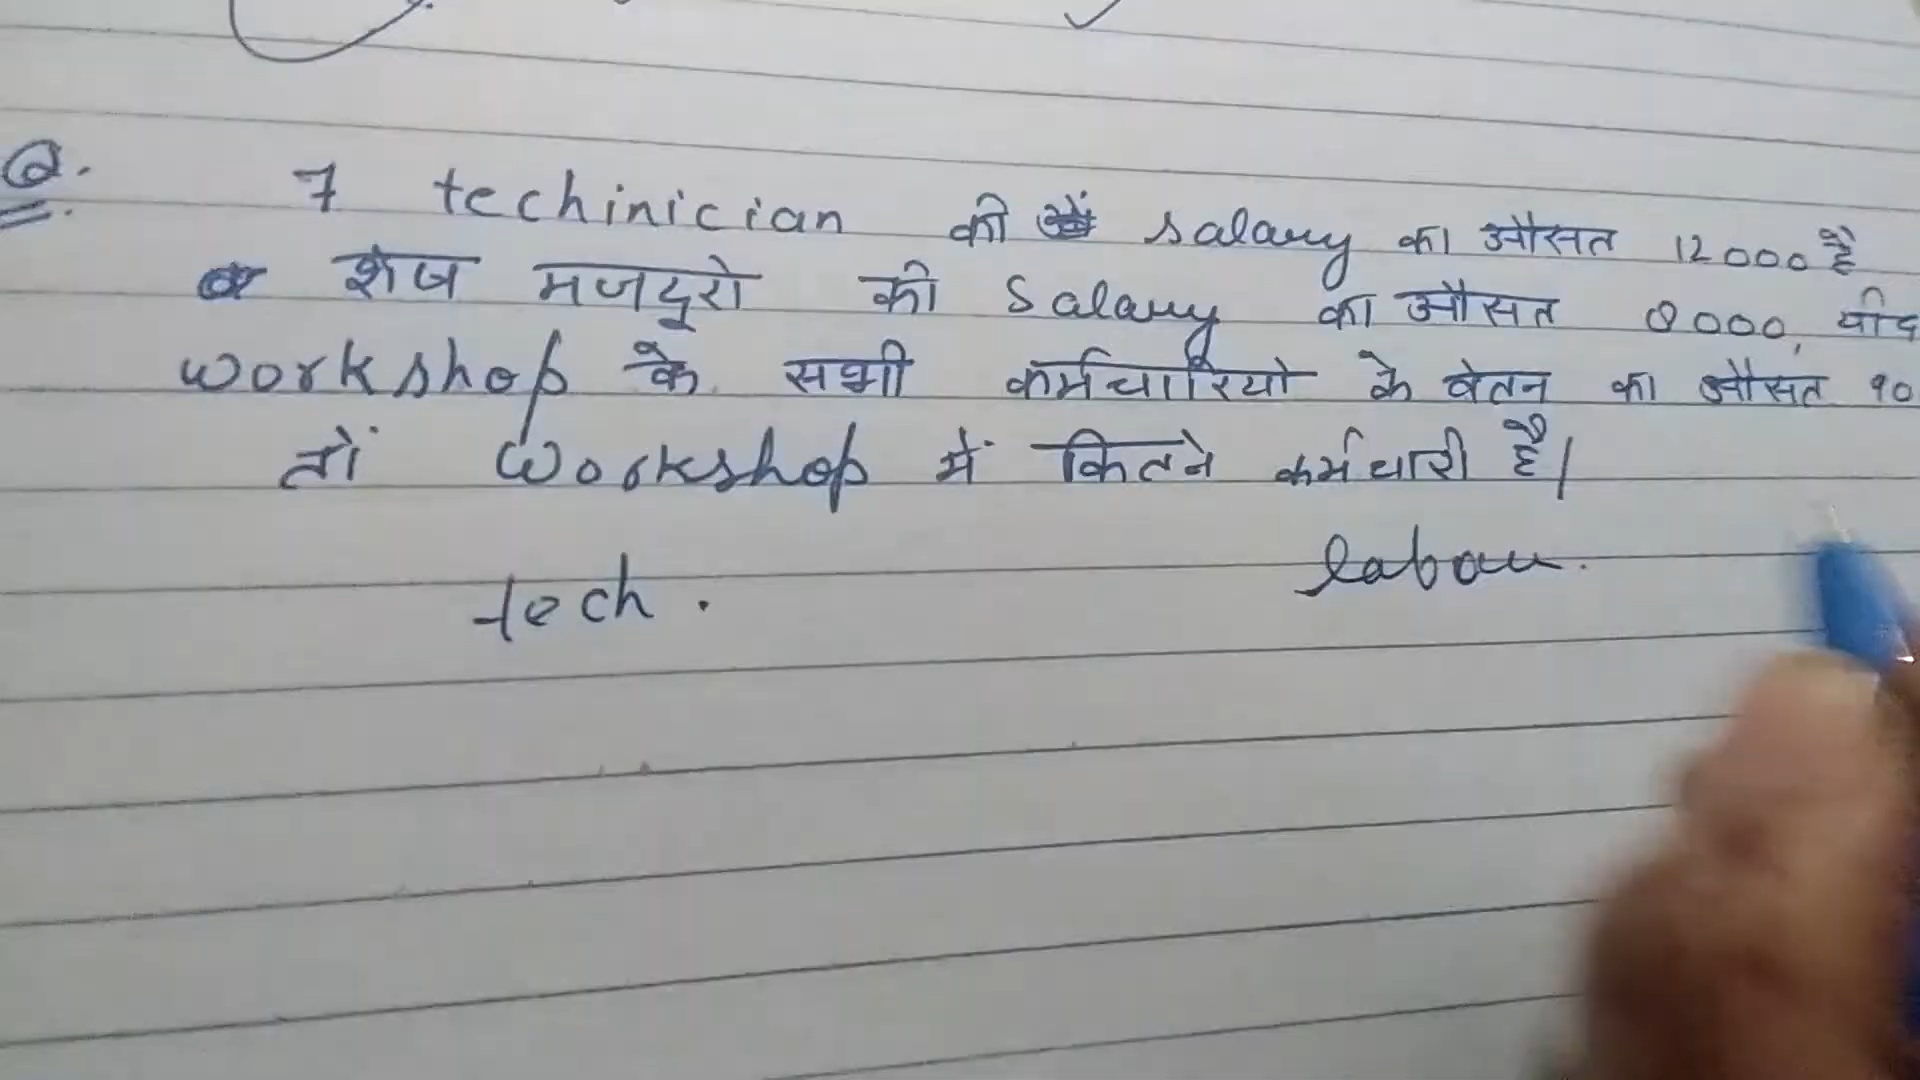 Q. 7 techinician की salary का औसत 12000 है
शेष मजदूरो की salary का औसत 8000, यदि
workshop के सभी कर्मचारियो के वेतन का औसत 90
तो workshop में कितने कर्मचारी है।
tech. labour.